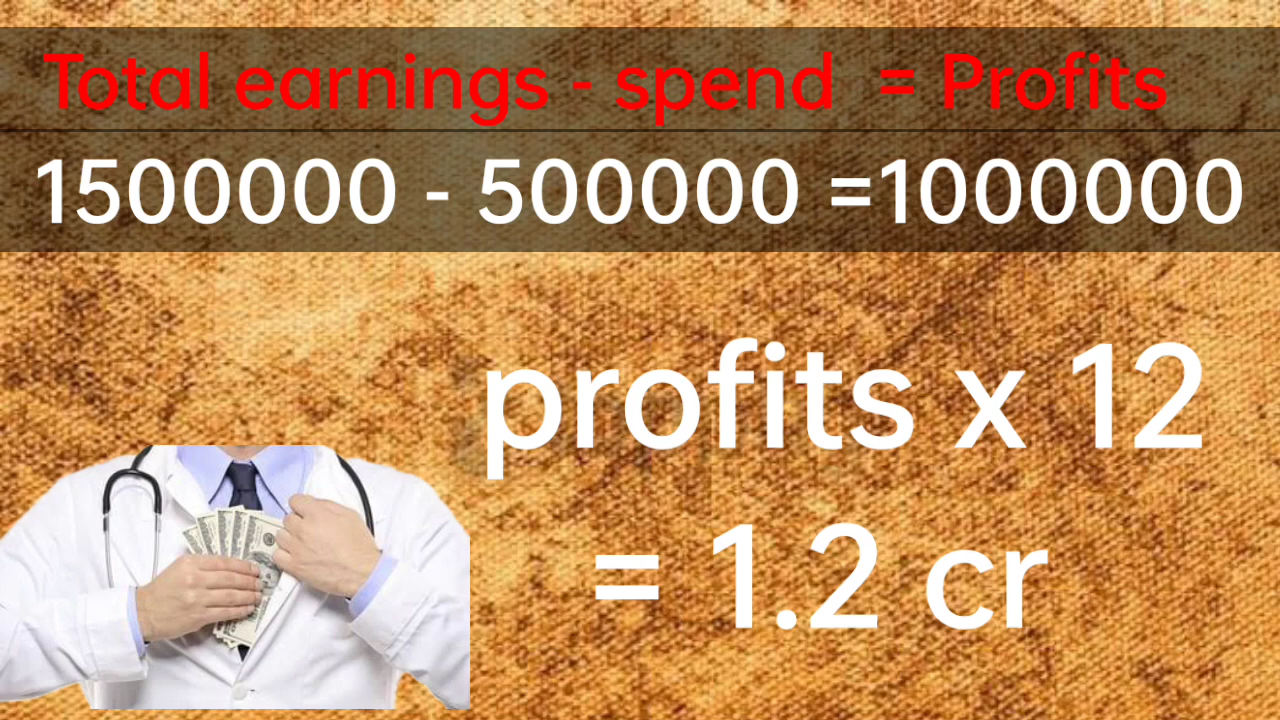 Total earnings - spend = Profits
1500000 - 500000 =1000000
profits x 12
= 1.2 cr